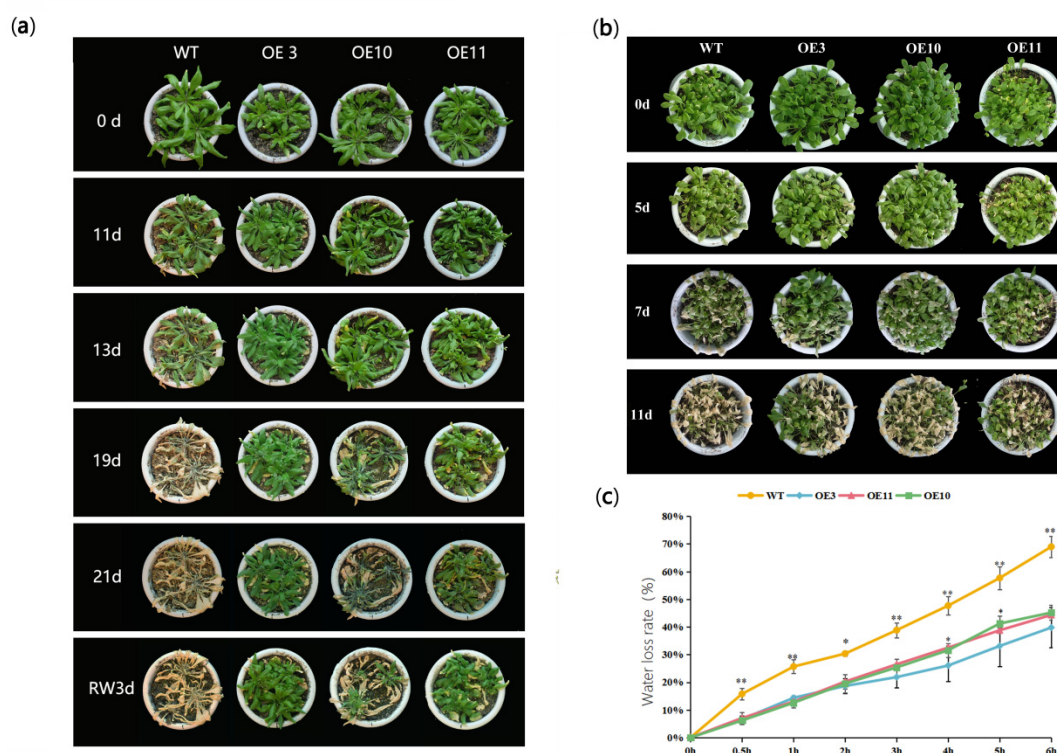 (a)
WT OE 3 OE10 OE11
0 d
11d
13d
19d
21d
RW3d
(b)
WT OE3 OE10 OE11
0d
5d
7d
11d
(c)
WT OE3 OE11 OE10
Water loss rate (%)
80%
70%
60%
50%
40%
30%
20%
10%
0%
** ** * ** ** ** **
* * *
0h 0.5h 1h 2h 3h 4h 5h 6h